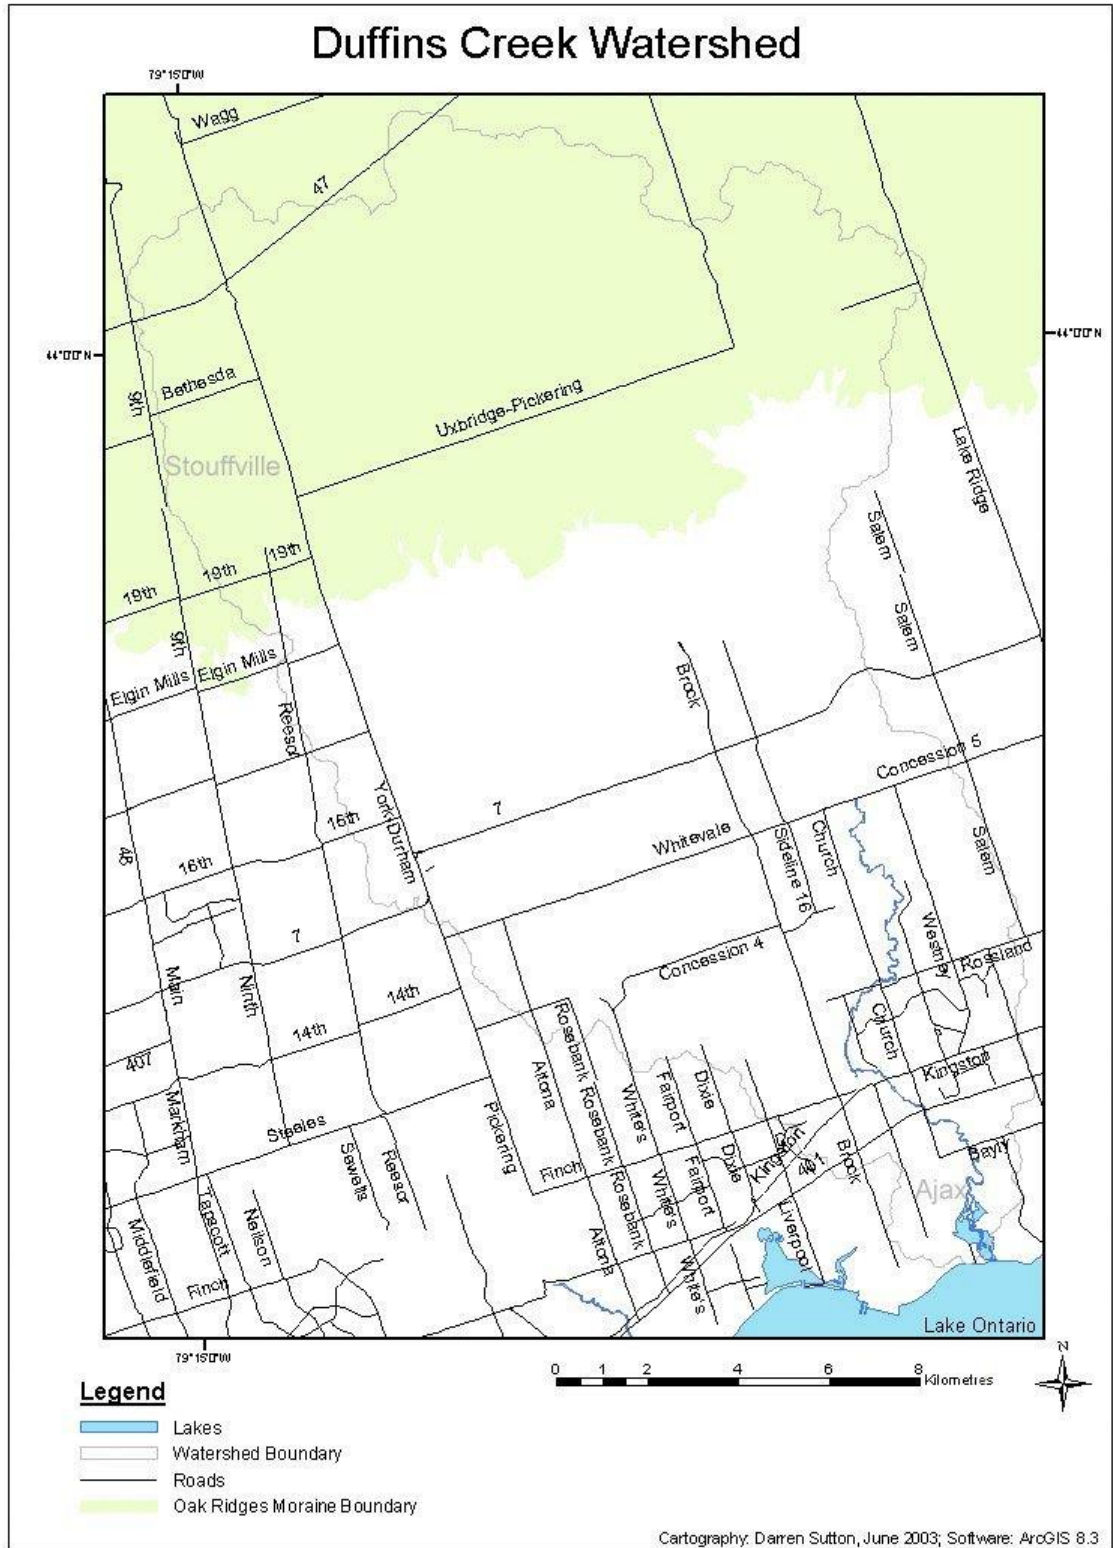 Duffins Creek Watershed
79°15'0"W
Wagg
47
44°0'0"N
44°0'0"N
Bethesda
9th
Uxbridge-Pickering
Stouffville
Lake Ridge
Salem
19th
19th
19th
Salem
9th
Elgin Mills
Elgin Mills
Brock
Reesor
Concession 5
York-Durham
7
16th
48
Whitevale
Church
Sideline 16
Salem
16th
Westney
7
Rossland
Concession 4
Main
Ninth
14th
Church
14th
Rosebank
407
Altona
Dixie
Kingston
White's
Fairport
Rosebank
Markham
Pickering
Steeles
Kingston
401
Brock
Bayly
Sewells
Reesor
Finch
Rosebank
White's
Fairport
Dixie
Ajax
Tapscott
Neilson
Middlefield
Altona
Liverpool
Finch
White's
Lake Ontario
79°15'0"W
0 1 2 4 6 8
Kilometres
N
Legend
Lakes
Watershed Boundary
Roads
Oak Ridges Moraine Boundary
Cartography: Darren Sutton, June 2003; Software: ArcGIS 8.3